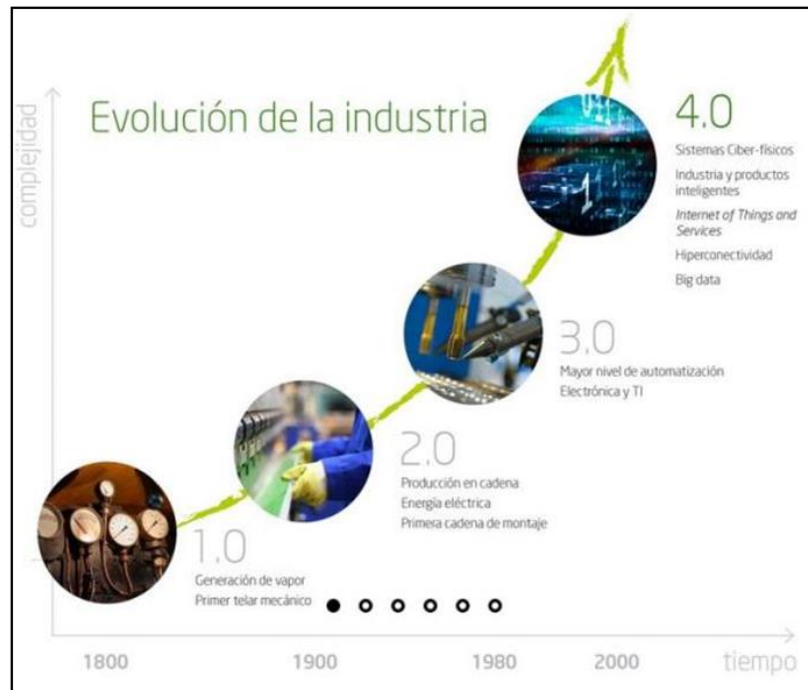 Evolución de la industria
complejidad
4.0
Sistemas Ciber-físicos
Industria y productos
inteligentes
Internet of Things and
Services
Hiperconectividad
Big data
3.0
Mayor nivel de automatización
Electrónica y TI
2.0
Producción en cadena
Energía eléctrica
Primera cadena de montaje
1.0
Generación de vapor
Primer telar mecánico
1800 1900 1980 2000 tiempo